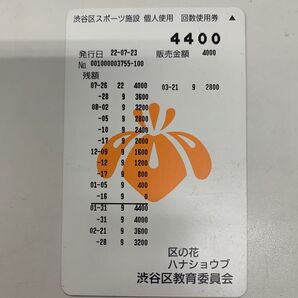 渋谷区スポーツ施設 個人使用 回数使用券
4400
発行日 22-07-23 販売金額 4000
No. 001000003755-100
残額
07-26 22 4000 03-21 9 2800
-28 9 3600
08-02 9 3200
-05 9 2800
-10 9 2400
-17 9 2000
12-09 9 1600
-12 9 1200
-17 9 800
01-05 9 400
-16 9 0
01-31 9 4400
-31 9 4000
02-21 9 3600
-28 9 3200
区の花
ハナショウブ
渋谷区教育委員会